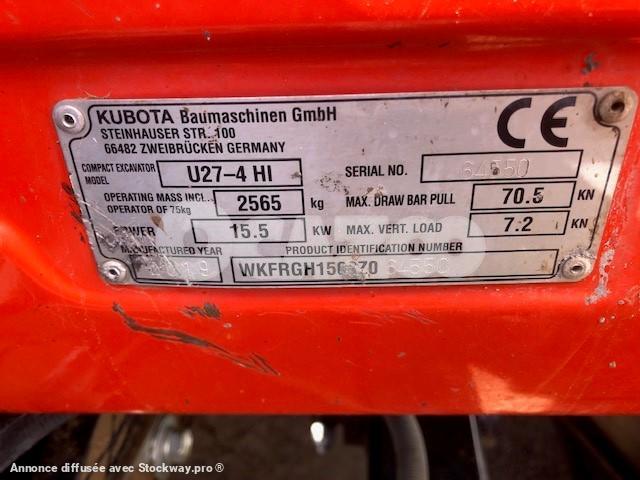 KUBOTA Baumaschinen GmbH
STEINHAUSER STR. 100
66482 ZWEIBRÜCKEN GERMANY
CE
COMPACT EXCAVATOR MODEL U27-4 HI
SERIAL NO. 64550
OPERATING MASS INCL. OPERATOR OF 75kg 2565 kg
MAX. DRAW BAR PULL 70.5 KN
POWER 15.5 KW
MAX. VERT. LOAD 7.2 KN
MANUFACTURED YEAR
PRODUCT IDENTIFICATION NUMBER
64550
Annonce diffusée avec Stockway.pro®